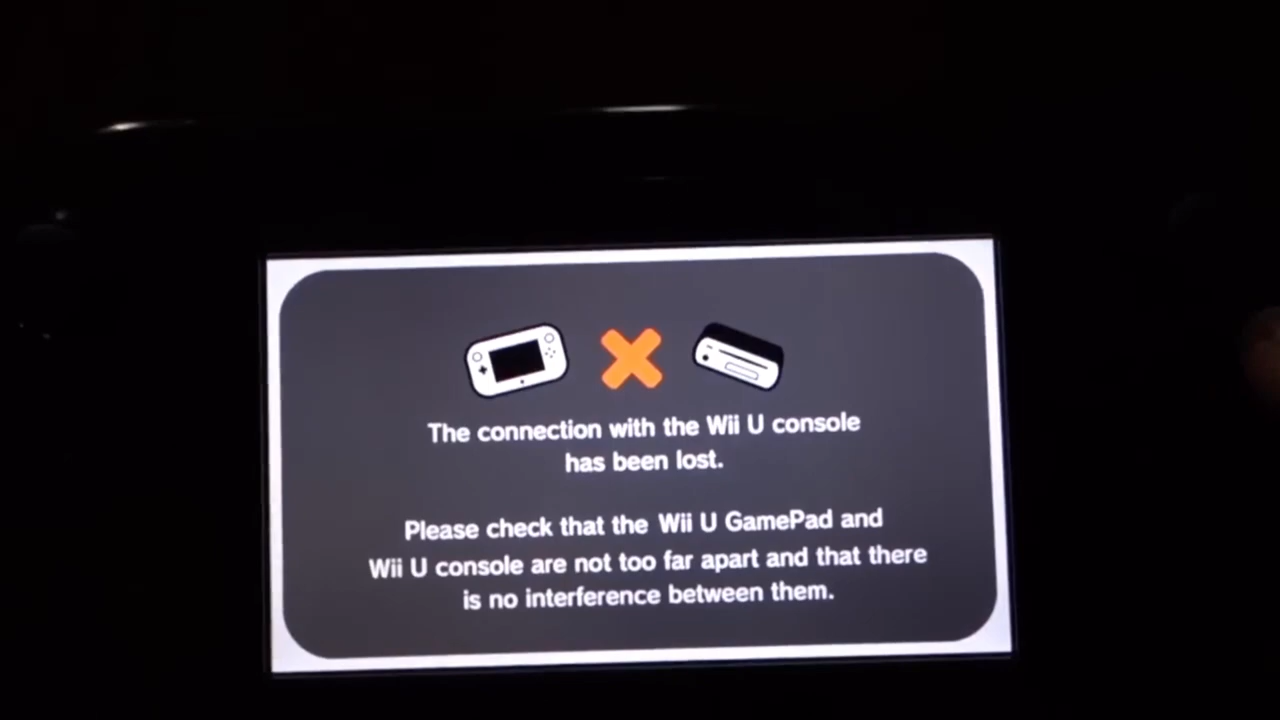 The connection with the Wii U console
has been lost.
Please check that the Wii U GamePad and
Wii U console are not too far apart and that there
is no interference between them.